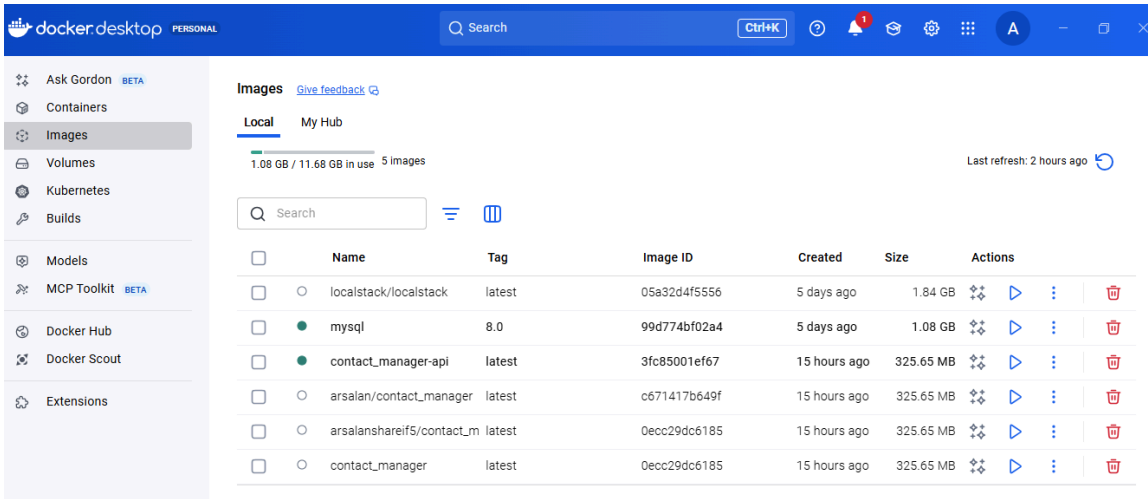 docker.desktop PERSONAL Search Ctrl+K 1 A
Ask Gordon BETA
Containers
Images
Volumes
Kubernetes
Builds
Models
MCP Toolkit BETA
Docker Hub
Docker Scout
Extensions
Images Give feedback
Local My Hub
1.08 GB / 11.68 GB in use 5 images Last refresh: 2 hours ago
Search
Name Tag Image ID Created Size Actions
localstack/localstack latest 05a32d4f5556 5 days ago 1.84 GB
mysql 8.0 99d774bf02a4 5 days ago 1.08 GB
contact_manager-api latest 3fc85001ef67 15 hours ago 325.65 MB
arsalan/contact_manager latest c671417b649f 15 hours ago 325.65 MB
arsalanshareif5/contact_m latest 0ecc29dc6185 15 hours ago 325.65 MB
contact_manager latest 0ecc29dc6185 15 hours ago 325.65 MB